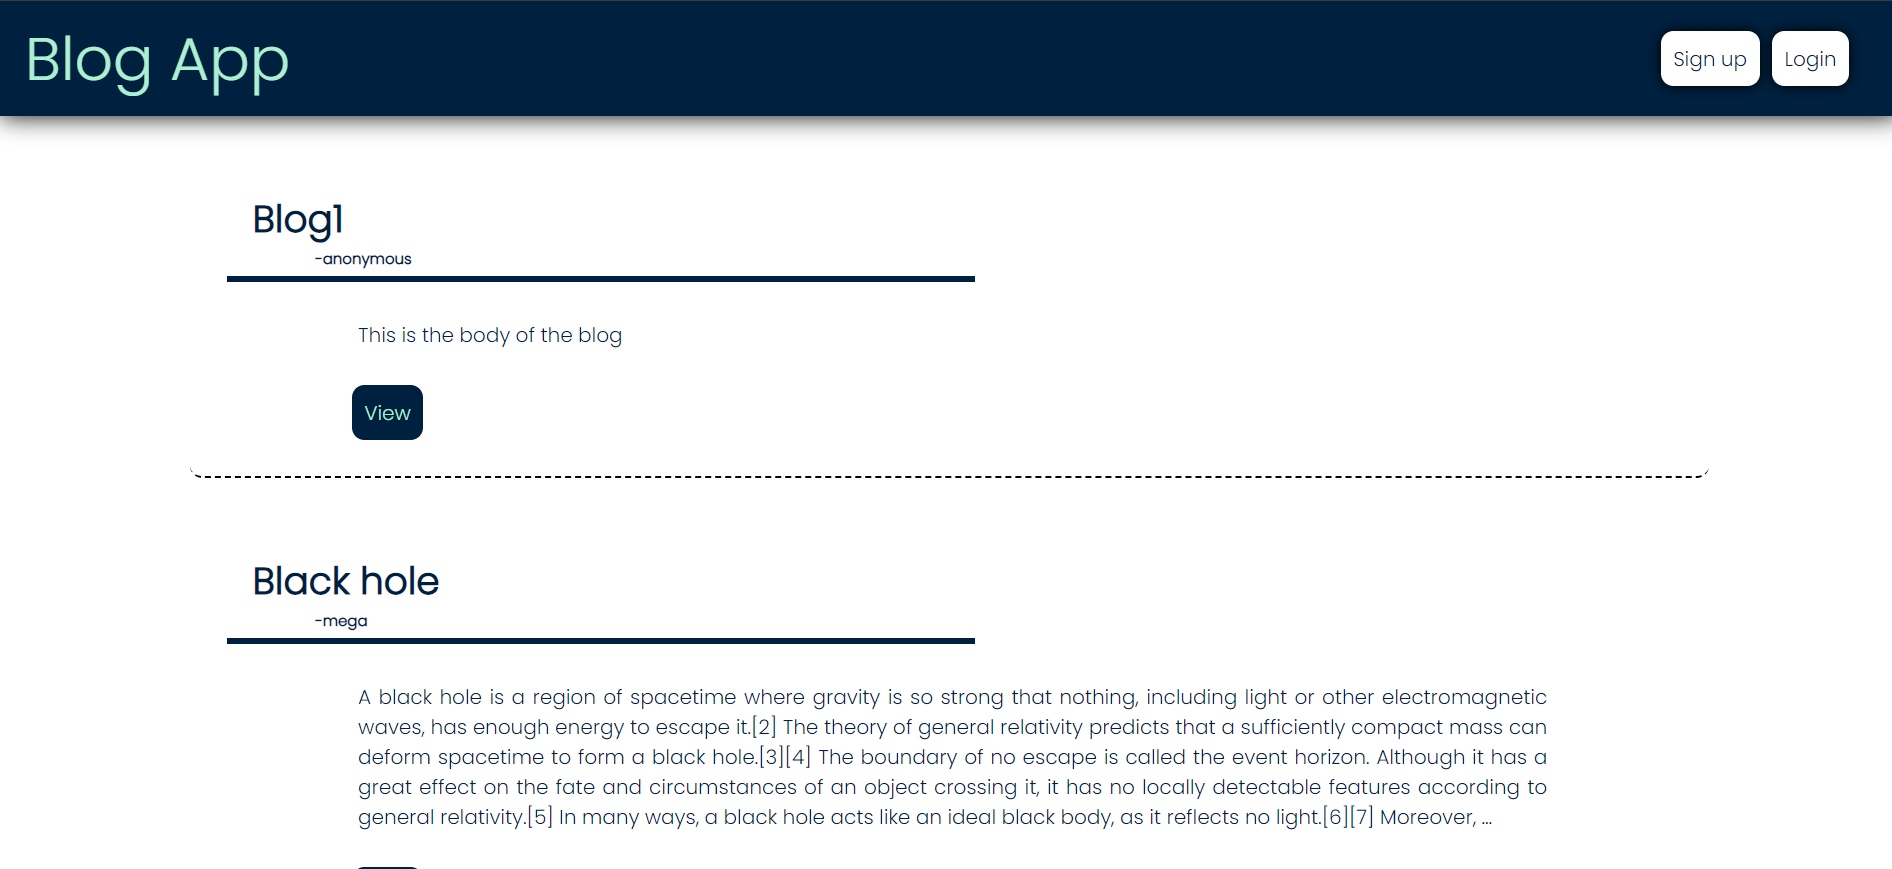 Blog App
Sign up
Login
Blog1
-anonymous
This is the body of the blog
View
Black hole
-mega
A black hole is a region of spacetime where gravity is so strong that nothing, including light or other electromagnetic
waves, has enough energy to escape it.[2] The theory of general relativity predicts that a sufficiently compact mass can
deform spacetime to form a black hole.[3][4] The boundary of no escape is called the event horizon. Although it has a
great effect on the fate and circumstances of an object crossing it, it has no locally detectable features according to
general relativity.[5] In many ways, a black hole acts like an ideal black body, as it reflects no light.[6][7] Moreover, ...